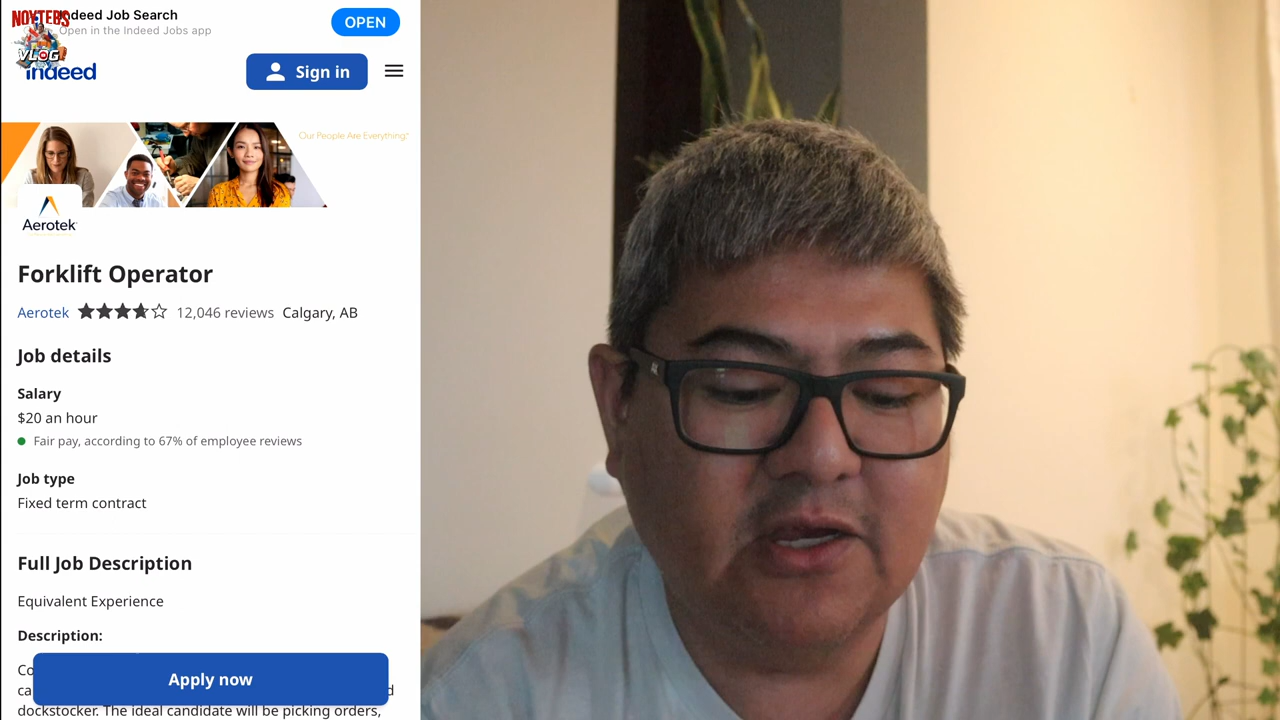 NOYTEBS
VLOG
Indeed Job Search
Open in the Indeed Jobs app
OPEN
indeed
Sign in
Our People Are Everything.
Aerotek
Forklift Operator
Aerotek 12,046 reviews Calgary, AB
Job details
Salary
$20 an hour
Fair pay, according to 67% of employee reviews
Job type
Fixed term contract
Full Job Description
Equivalent Experience
Description:
Apply now
dockstocker. The ideal candidate will be picking orders,